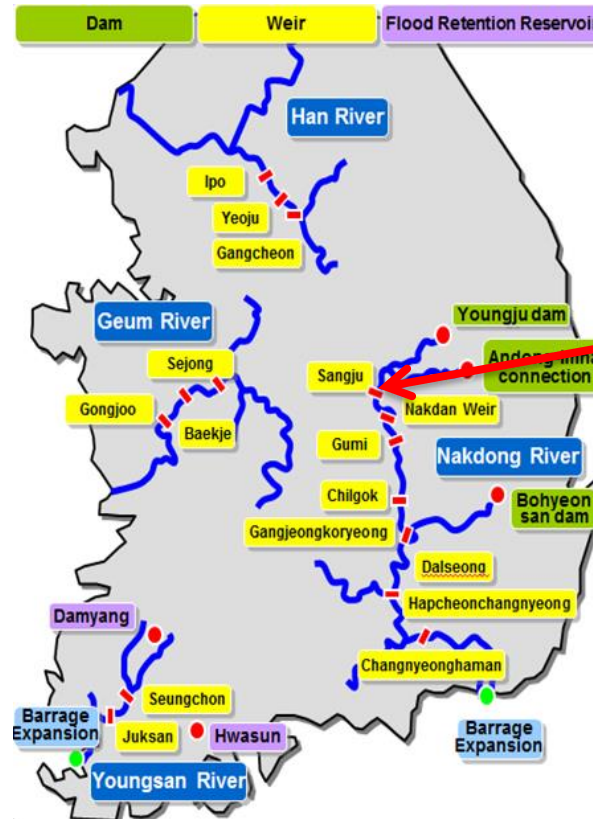 Dam
Weir
Flood Retention Reservoir
Han River
Ipo
Yeoju
Gangcheon
Geum River
Sejong
Gongjoo
Baekje
Youngju dam
Sangju
connection
Nakdan Weir
Gumi
Nakdong River
Chilgok
Bohyeon
san dam
Gangjeongkoryeong
Dalseong
Hapcheonchangnyeong
Damyang
Changnyeonghaman
Seungchon
Barrage
Expansion
Juksan
Hwasun
Barrage
Expansion
Youngsan River